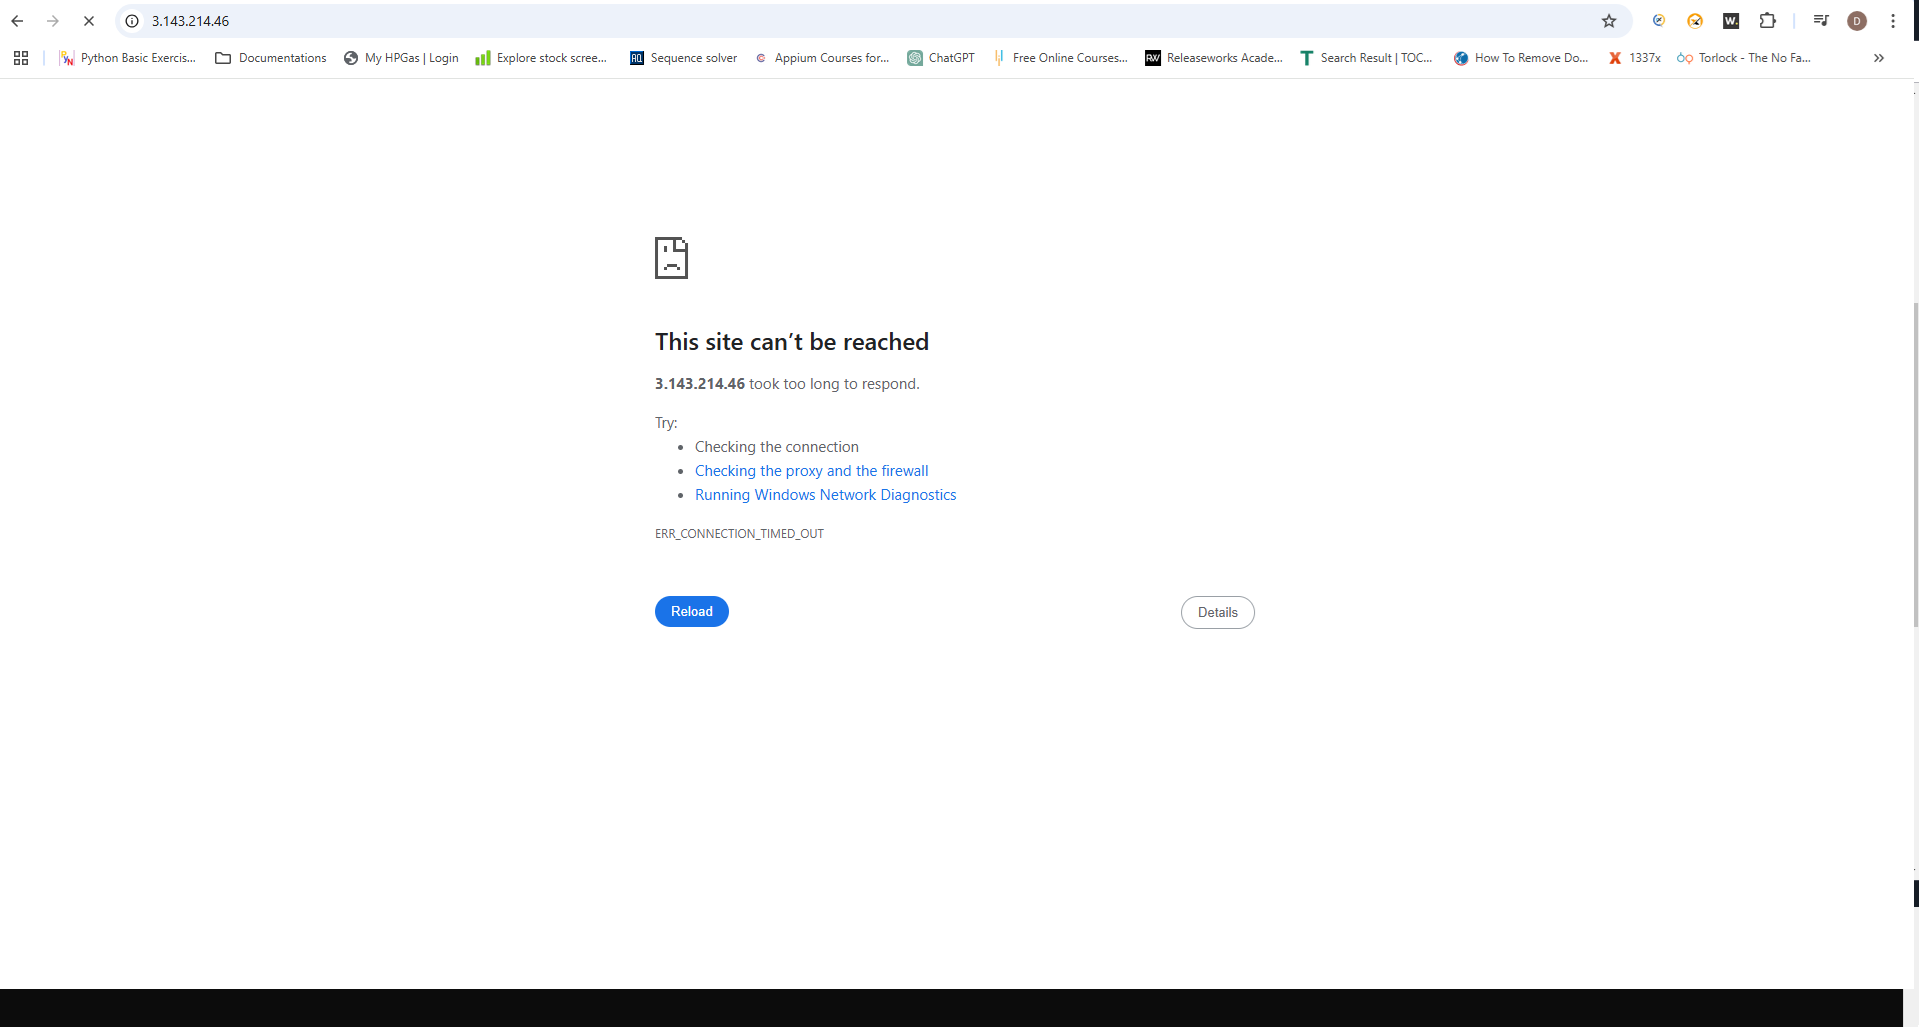 3.143.214.46
D
Python Basic Exercis...
Documentations
My HPGas | Login
Explore stock scree...
AQ
Sequence solver
Appium Courses for...
ChatGPT
Free Online Courses...
RW
Releaseworks Acade...
T
Search Result | TOC...
How To Remove Do...
X
1337x
Torlock - The No Fa...
W.
This site can’t be reached
3.143.214.46 took too long to respond.
Try:
Checking the connection
Checking the proxy and the firewall
Running Windows Network Diagnostics
ERR_CONNECTION_TIMED_OUT
Reload
Details